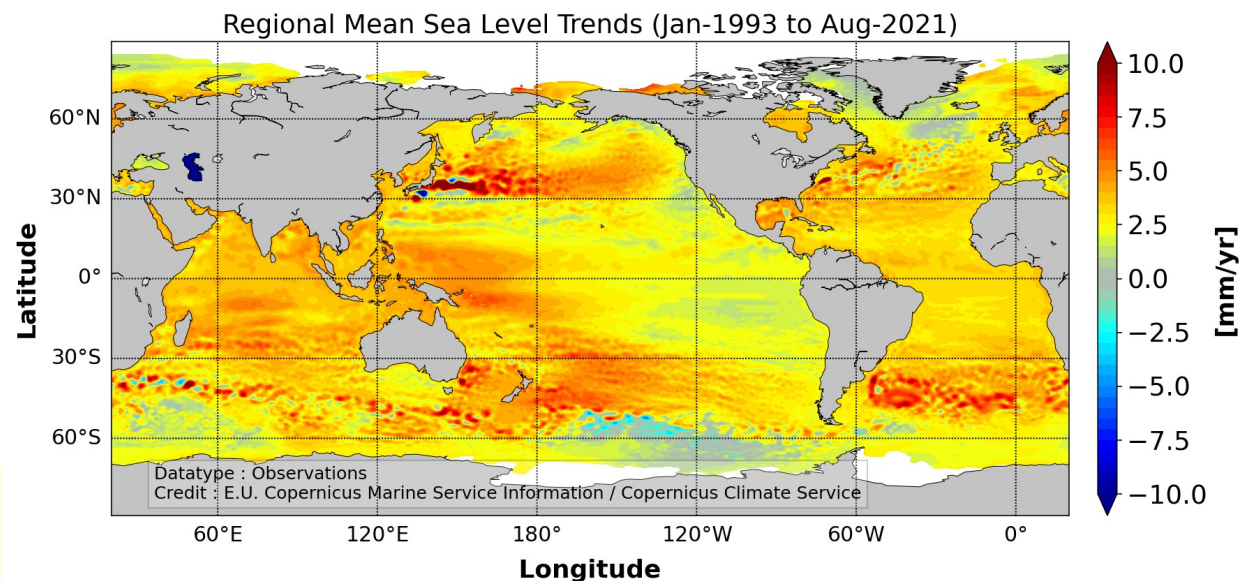 Regional Mean Sea Level Trends (Jan-1993 to Aug-2021)
Latitude
60°N
30°N
0°
30°S
60°S
Datatype : Observations
Credit : E.U. Copernicus Marine Service Information / Copernicus Climate Service
60°E
120°E
180°
120°W
60°W
0°
Longitude
10.0
7.5
5.0
2.5
0.0
−2.5
−5.0
−7.5
−10.0
[mm/yr]